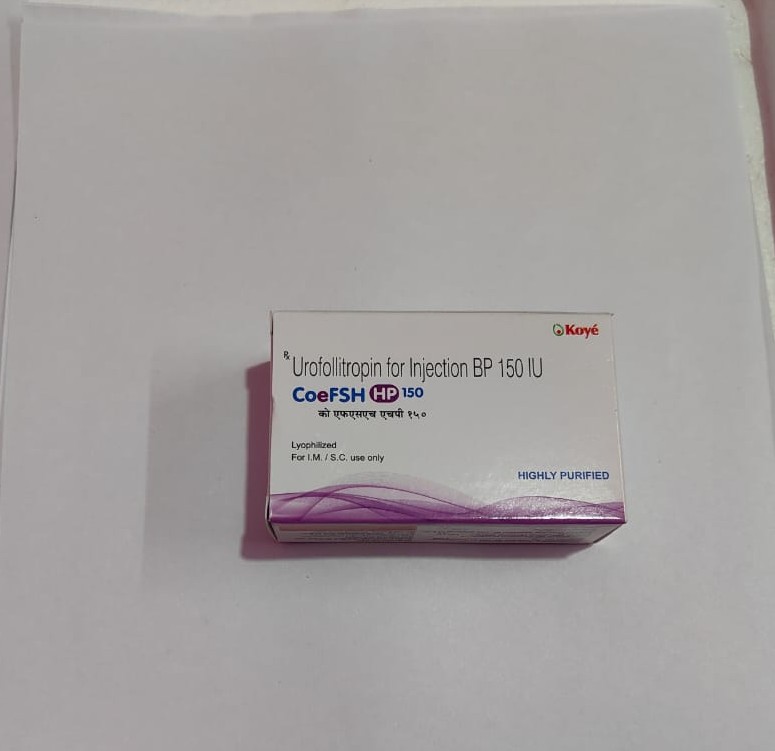 Koyé
Rx Urofollitropin for Injection BP 150 IU
CoeFSH HP 150
को एफएसएच एचपी १५०
Lyophilized
For I.M. / S.C. use only
HIGHLY PURIFIED